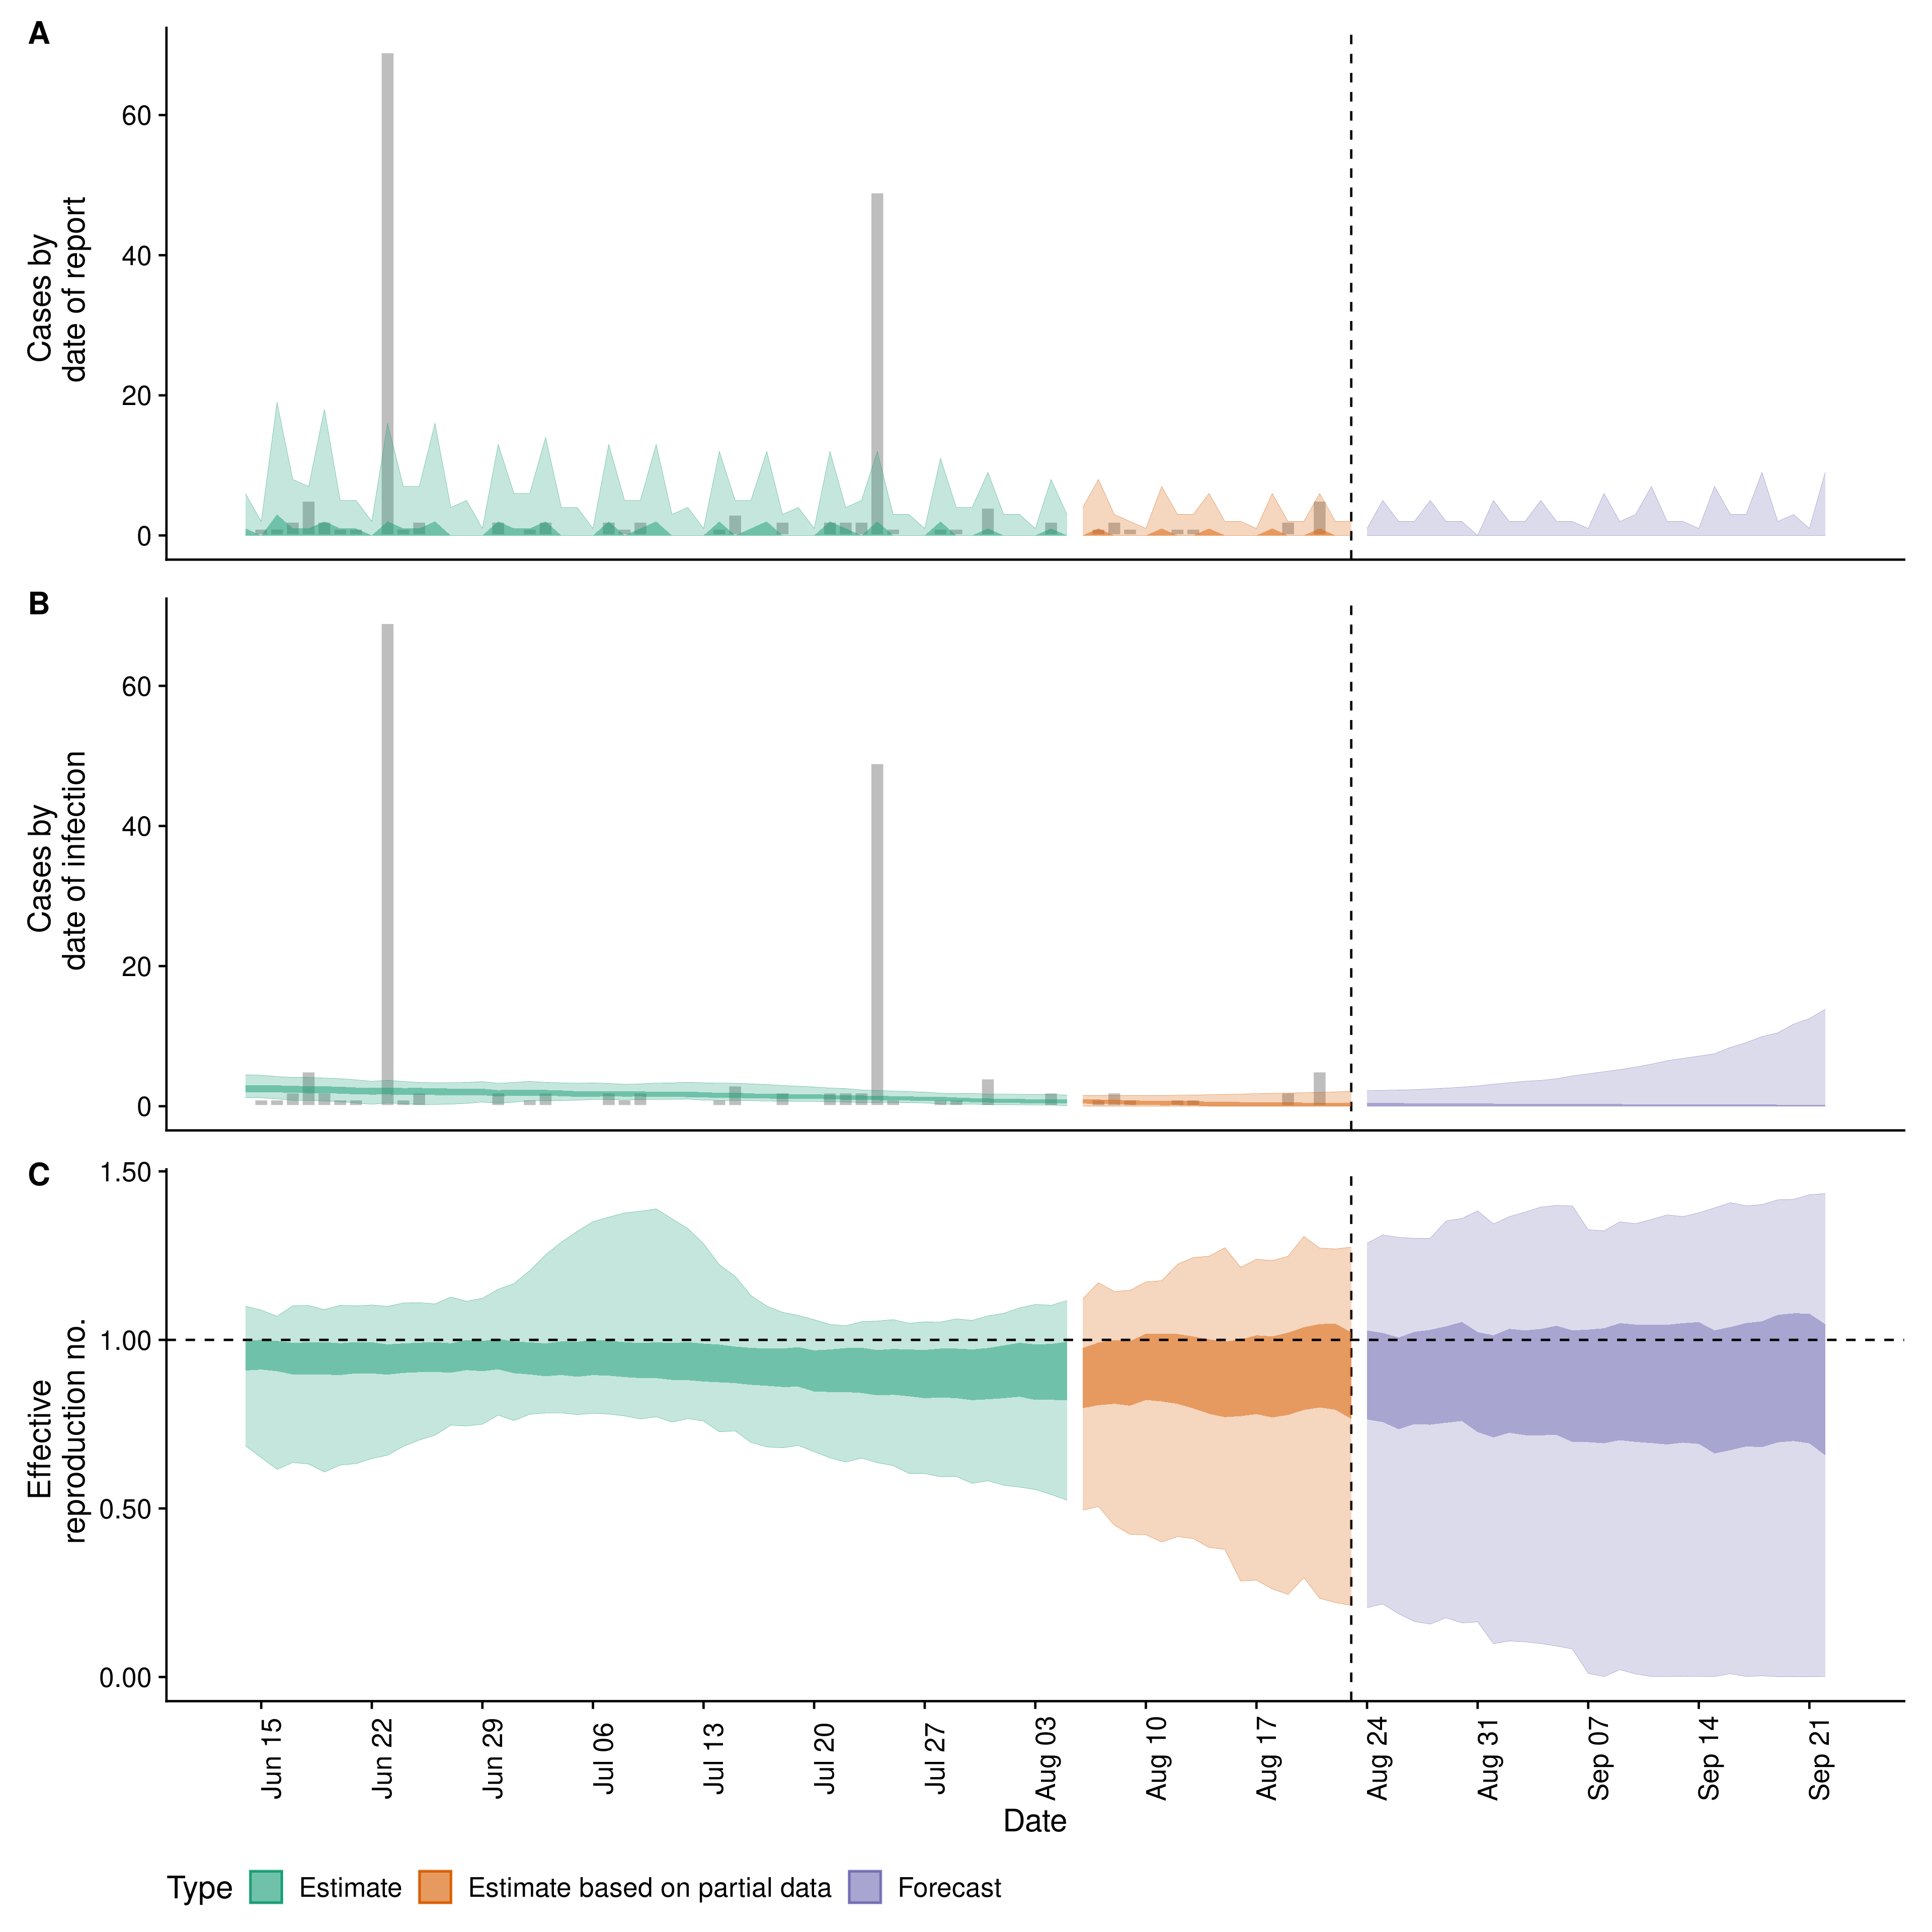 A
60
40
20
0
Cases by
date of report
B
60
40
20
0
Cases by
date of infection
C
1.50
1.00
0.50
0.00
Effective
reproduction no.
Jun 15
Jun 22
Jun 29
Jul 06
Jul 13
Jul 20
Jul 27
Aug 03
Aug 10
Aug 17
Aug 24
Aug 31
Sep 07
Sep 14
Sep 21
Date
Type Estimate Estimate based on partial data Forecast